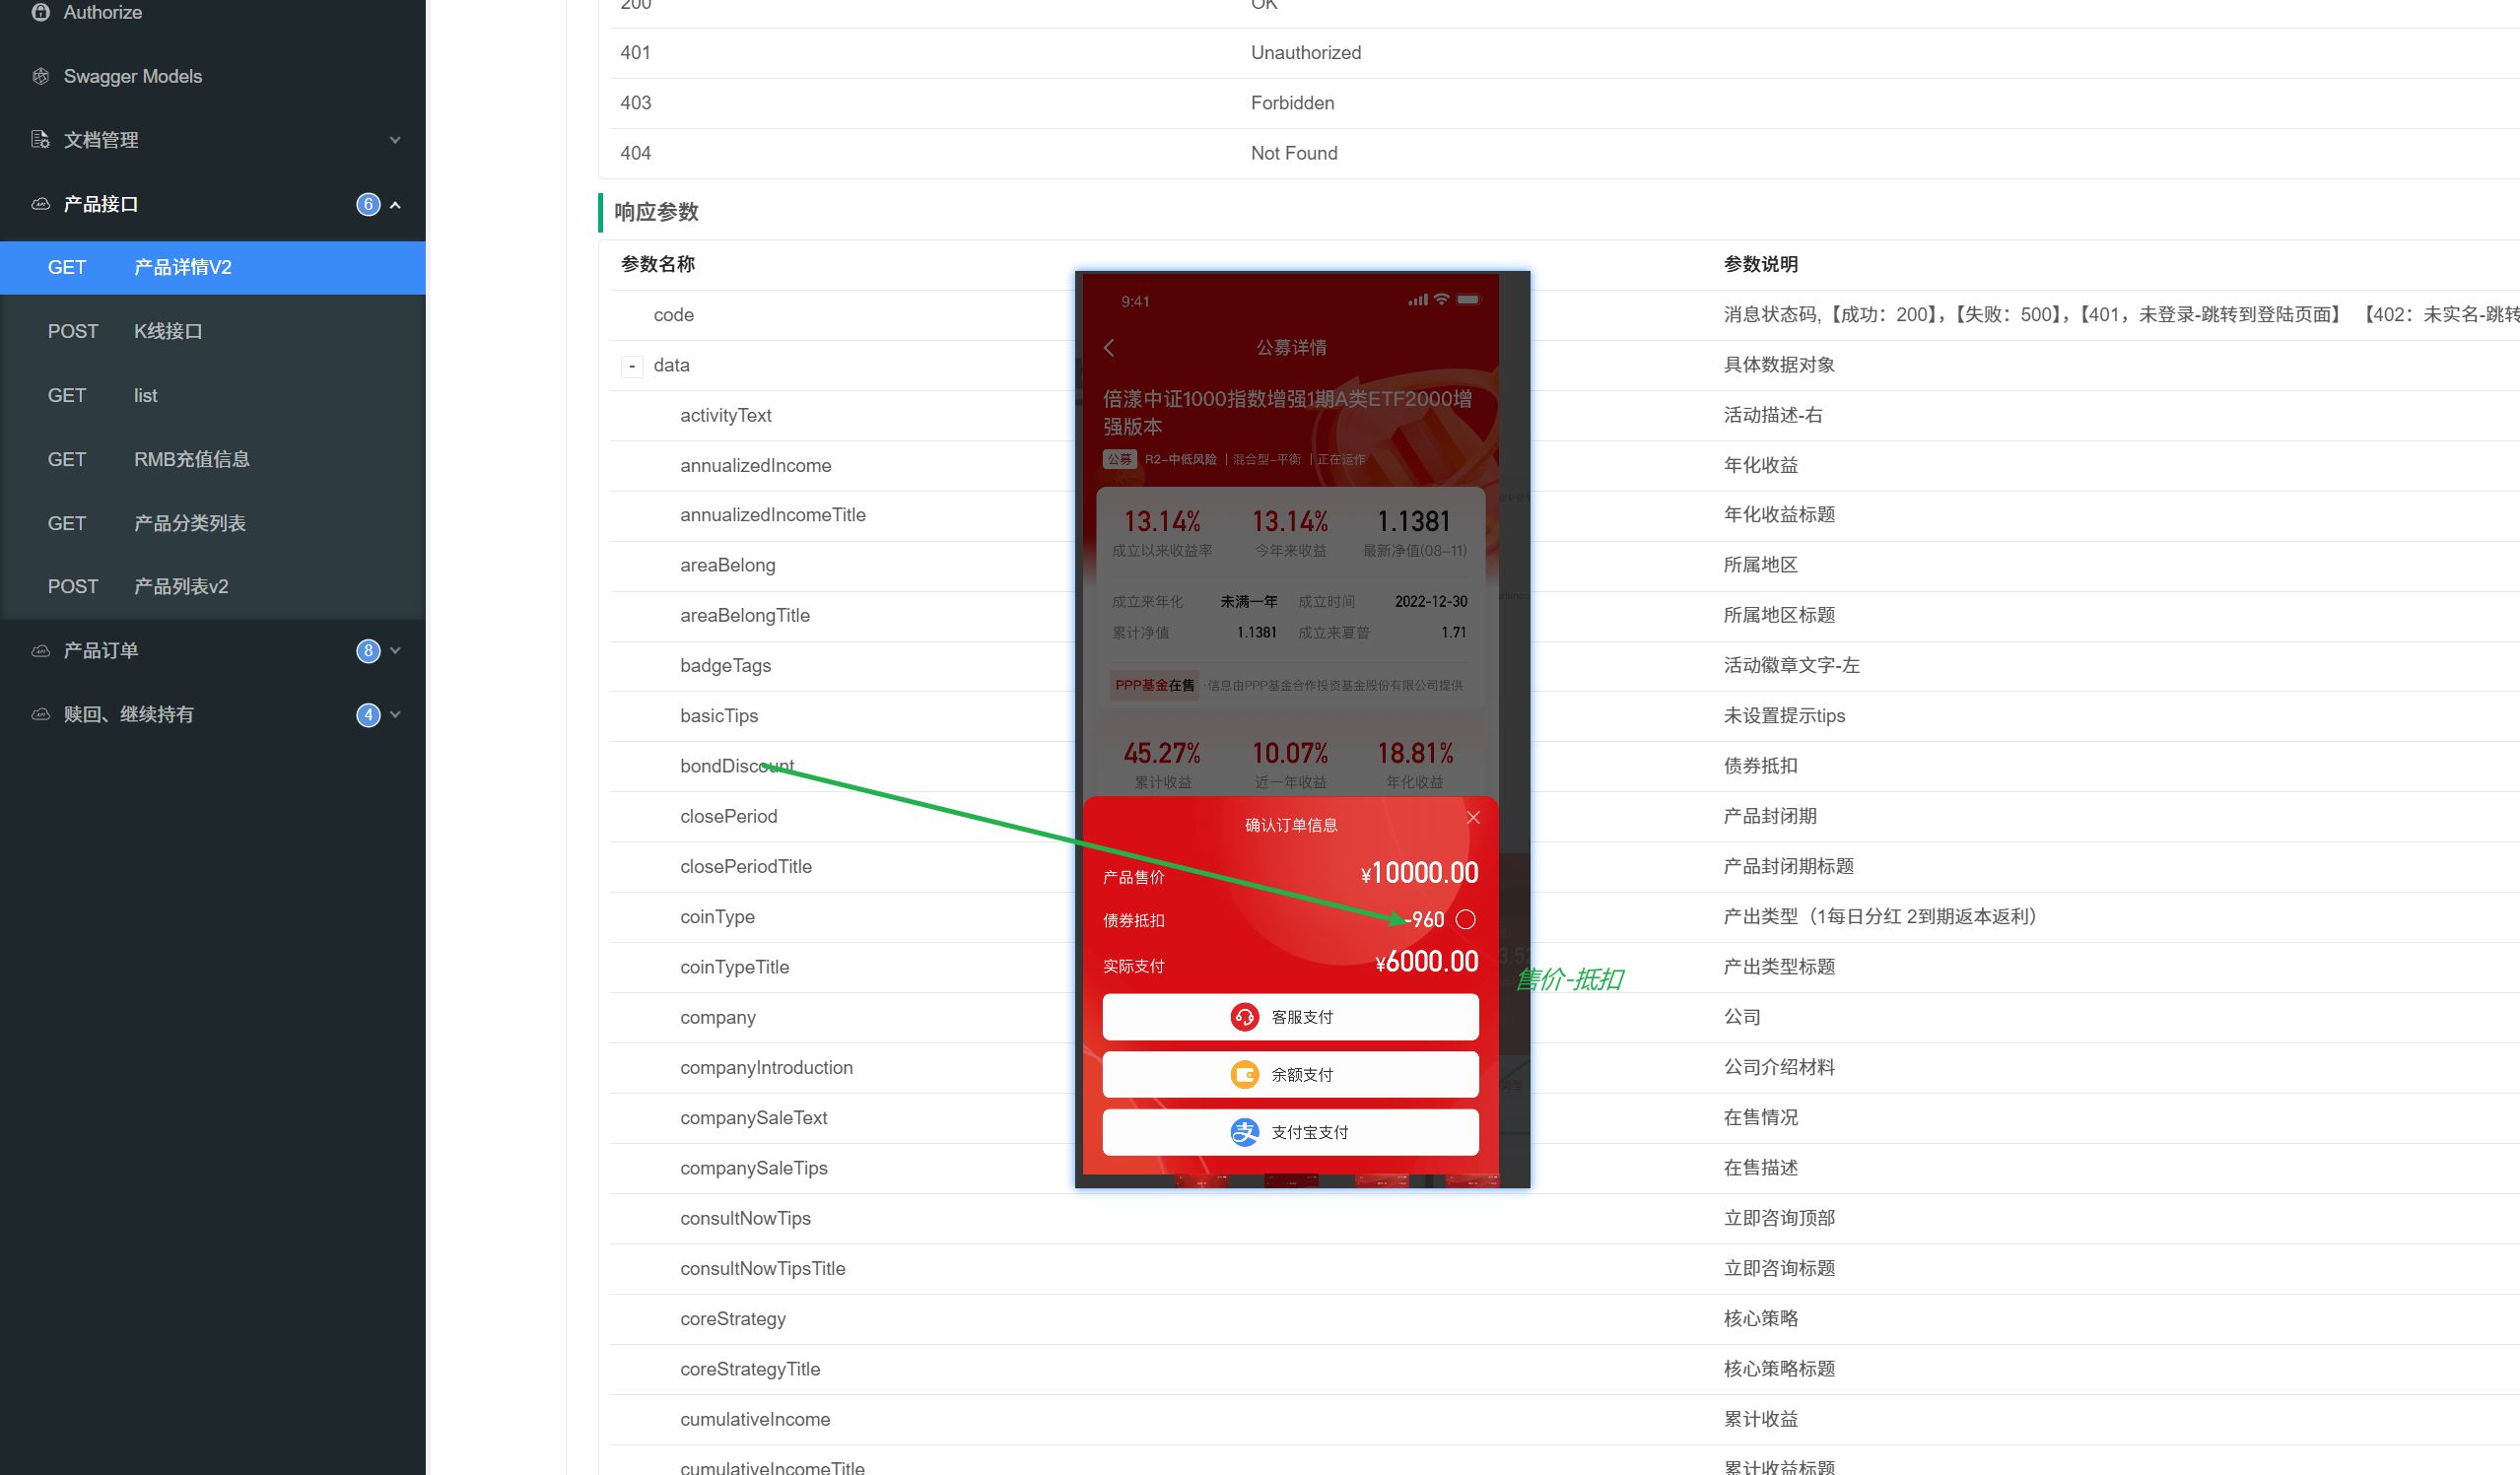 Authorize
Swagger Models
文档管理
产品接口 6
GET 产品详情V2
POST K线接口
GET list
GET RMB充值信息
GET 产品分类列表
POST 产品列表v2
产品订单 8
赎回、继续持有 4
200 OK
401 Unauthorized
403 Forbidden
404 Not Found
响应参数
参数名称 参数说明
code 消息状态码,【成功：200】，【失败：500】，【401，未登录-跳转到登陆页面】 【402：未实名-跳转
- data 具体数据对象
activityText 活动描述-右
annualizedIncome 年化收益
annualizedIncomeTitle 年化收益标题
areaBelong 所属地区
areaBelongTitle 所属地区标题
badgeTags 活动徽章文字-左
basicTips 未设置提示tips
bondDiscount 债券抵扣
closePeriod 产品封闭期
closePeriodTitle 产品封闭期标题
coinType 产出类型（1每日分红 2到期返本返利）
coinTypeTitle 产出类型标题
company 公司
companyIntroduction 公司介绍材料
companySaleText 在售情况
companySaleTips 在售描述
consultNowTips 立即咨询顶部
consultNowTipsTitle 立即咨询标题
coreStrategy 核心策略
coreStrategyTitle 核心策略标题
cumulativeIncome 累计收益
cumulativeIncomeTitle 累计收益标题
9:41
公募详情
倍漾中证1000指数增强1期A类ETF2000增
强版本
公募 R2-中低风险 | 混合型-平衡 | 正在运作
13.14% 13.14% 1.1381
成立以来收益率 今年来收益 最新净值(08-11)
成立来年化 未满一年 成立时间 2022-12-30
累计净值 1.1381 成立来夏普 1.71
PPP基金在售 ·信息由PPP基金合作投资基金股份有限公司提供
45.27% 10.07% 18.81%
累计收益 近一年收益 年化收益
确认订单信息
产品售价 ¥10000.00
债券抵扣 -960
实际支付 ¥6000.00
售价-抵扣
客服支付
余额支付
支 支付宝支付